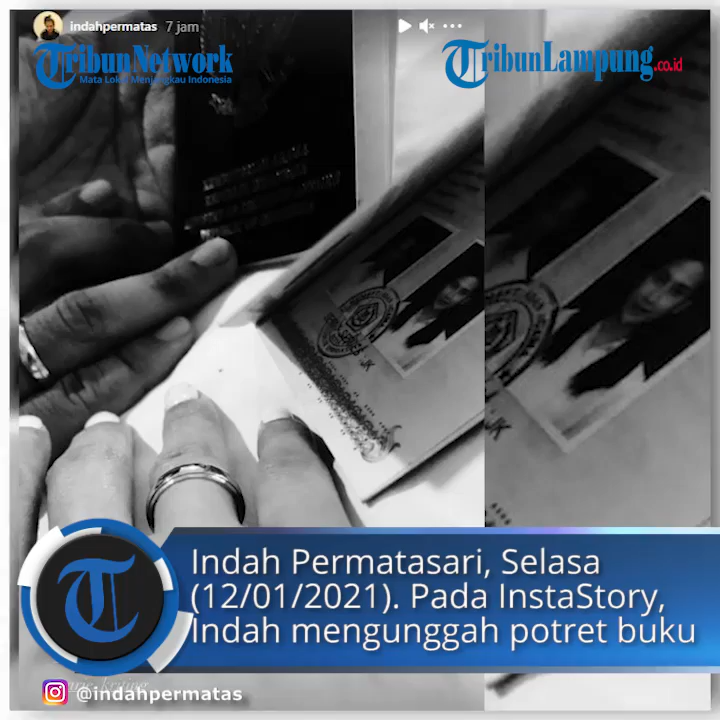 indahpermatas 7 jam
TribunNetwork
Mata Lokal Menjangkau Indonesia
TribunLampung.co.id
Indah Permatasari, Selasa
(12/01/2021). Pada InstaStory,
Indah mengunggah potret buku
@indahpermatas